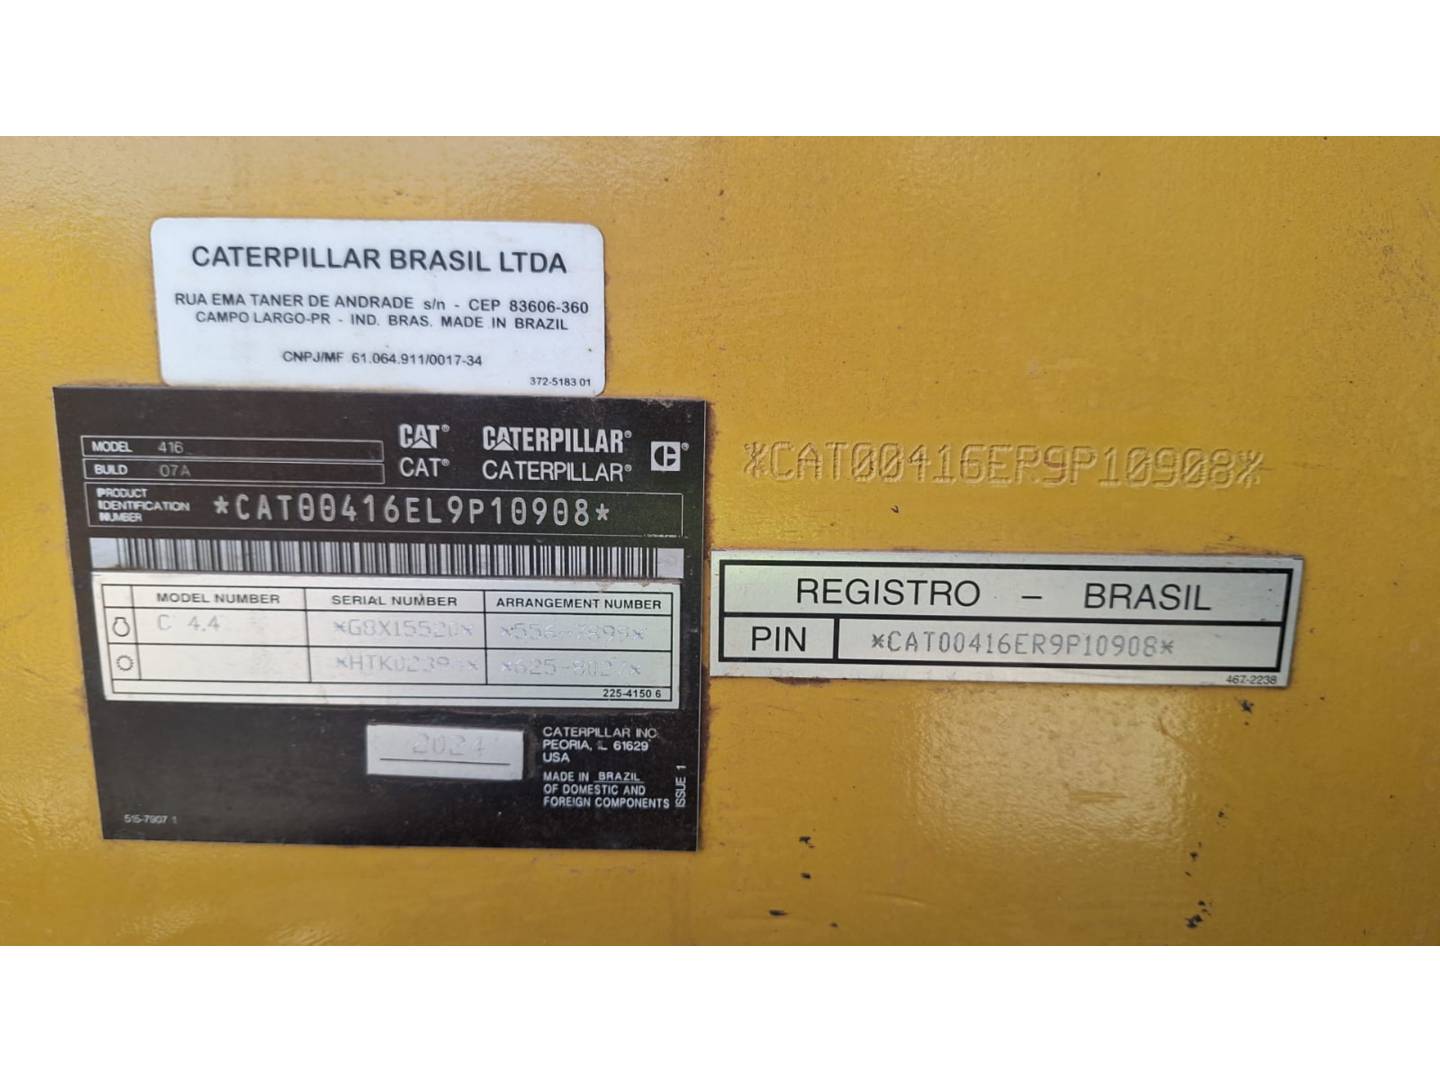 CATERPILLAR BRASIL LTDA
RUA EMA TANER DE ANDRADE s/n - CEP 83606-360
CAMPO LARGO-PR - IND. BRAS. MADE IN BRAZIL
CNPJ/MF 61.064.911/0017-34
372-5183 01
MODEL 416
BUILD 07A
CAT® CATERPILLAR®
CAT® CATERPILLAR®
PRODUCT
IDENTIFICATION
NUMBER
*CAT00416EL9P10908*
MODEL NUMBER SERIAL NUMBER ARRANGEMENT NUMBER
C 4.4 *G8X15520*
225-4150 6
2024
CATERPILLAR INC.
PEORIA, IL 61629
USA
MADE IN BRAZIL
OF DOMESTIC AND
FOREIGN COMPONENTS
ISSUE 1
515-7907 1
*CAT00416ER9P10908*
REGISTRO - BRASIL
PIN *CAT00416ER9P10908*
467-2238